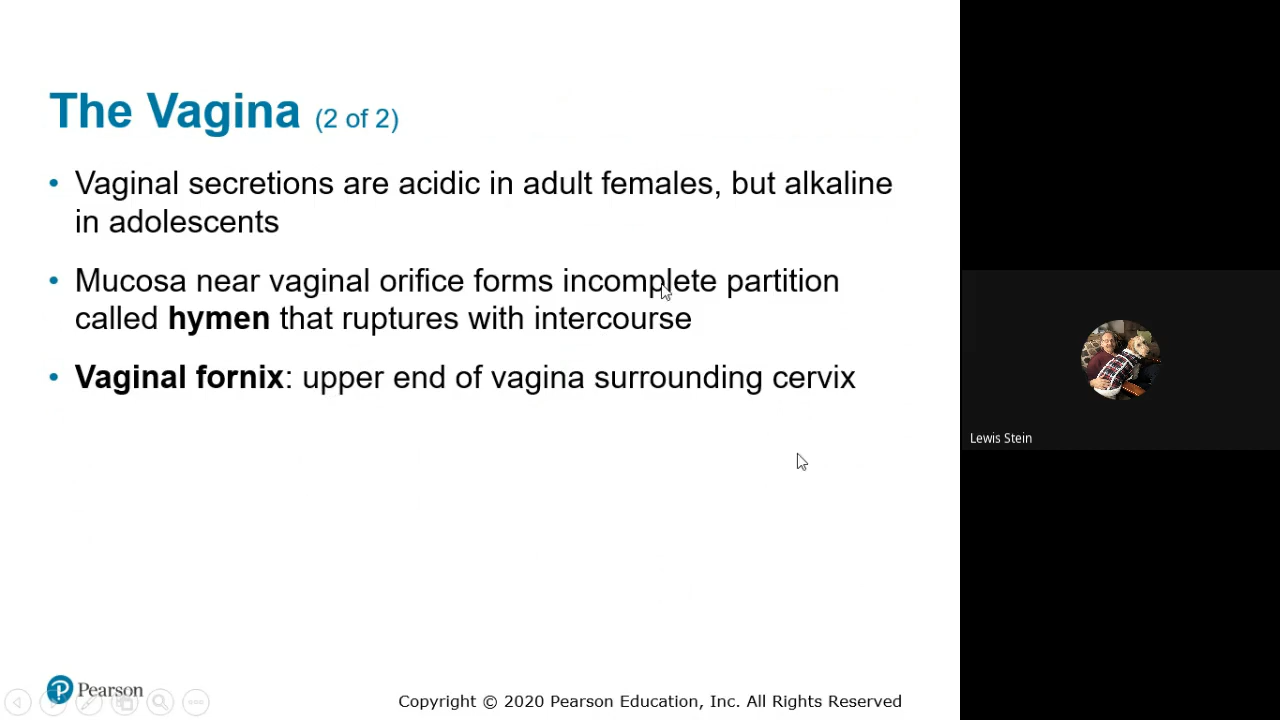 The Vagina (2 of 2)
• Vaginal secretions are acidic in adult females, but alkaline
in adolescents
• Mucosa near vaginal orifice forms incomplete partition
called hymen that ruptures with intercourse
• Vaginal fornix: upper end of vagina surrounding cervix
Lewis Stein
Pearson
Copyright © 2020 Pearson Education, Inc. All Rights Reserved